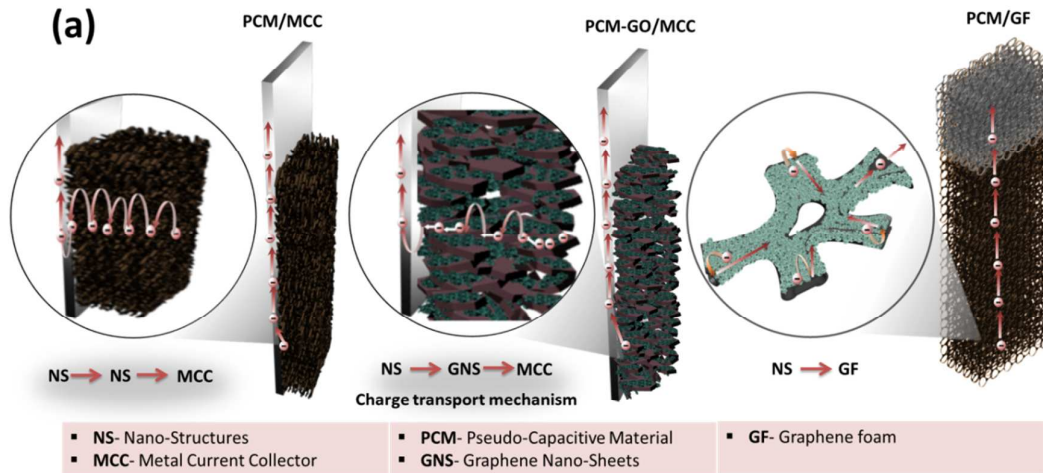 (a)
PCM/MCC
PCM-GO/MCC
PCM/GF
NS → NS → MCC
NS → GNS → MCC
NS → GF
Charge transport mechanism
▪ NS- Nano-Structures
▪ MCC- Metal Current Collector
▪ PCM- Pseudo-Capacitive Material
▪ GNS- Graphene Nano-Sheets
▪ GF- Graphene foam